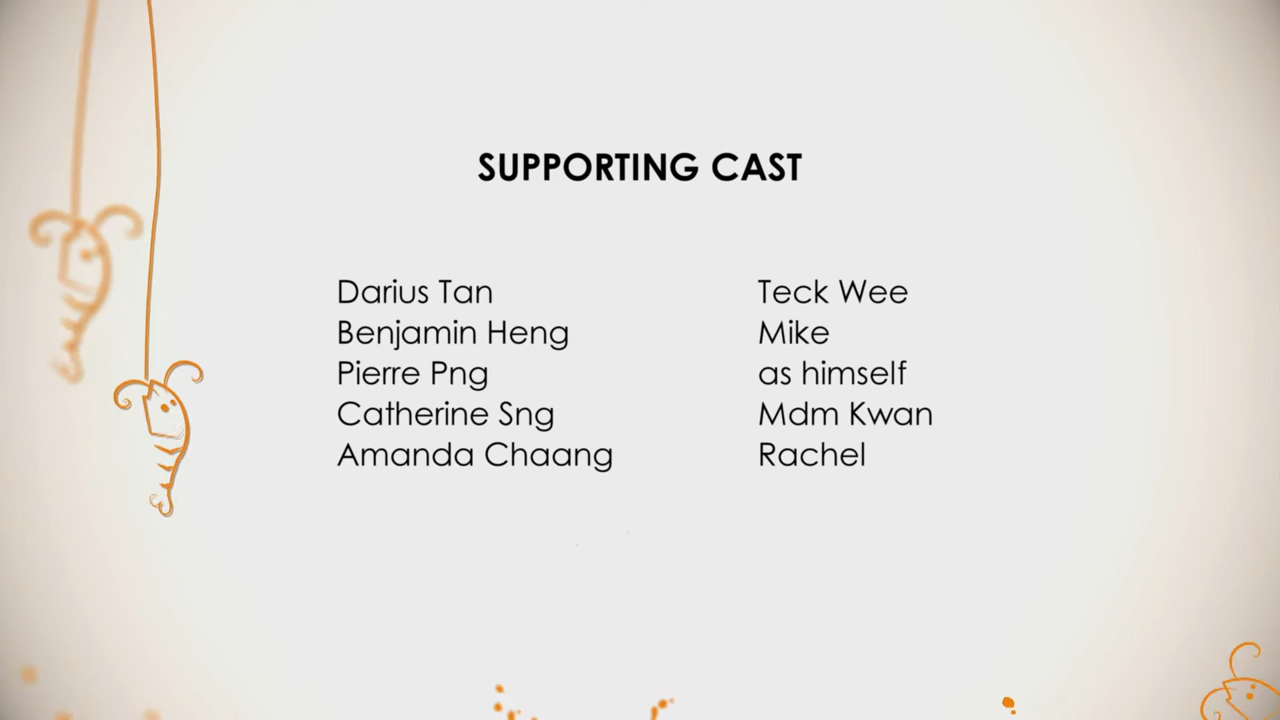 SUPPORTING CAST
Darius Tan Teck Wee
Benjamin Heng Mike
Pierre Png as himself
Catherine Sng Mdm Kwan
Amanda Chaang Rachel